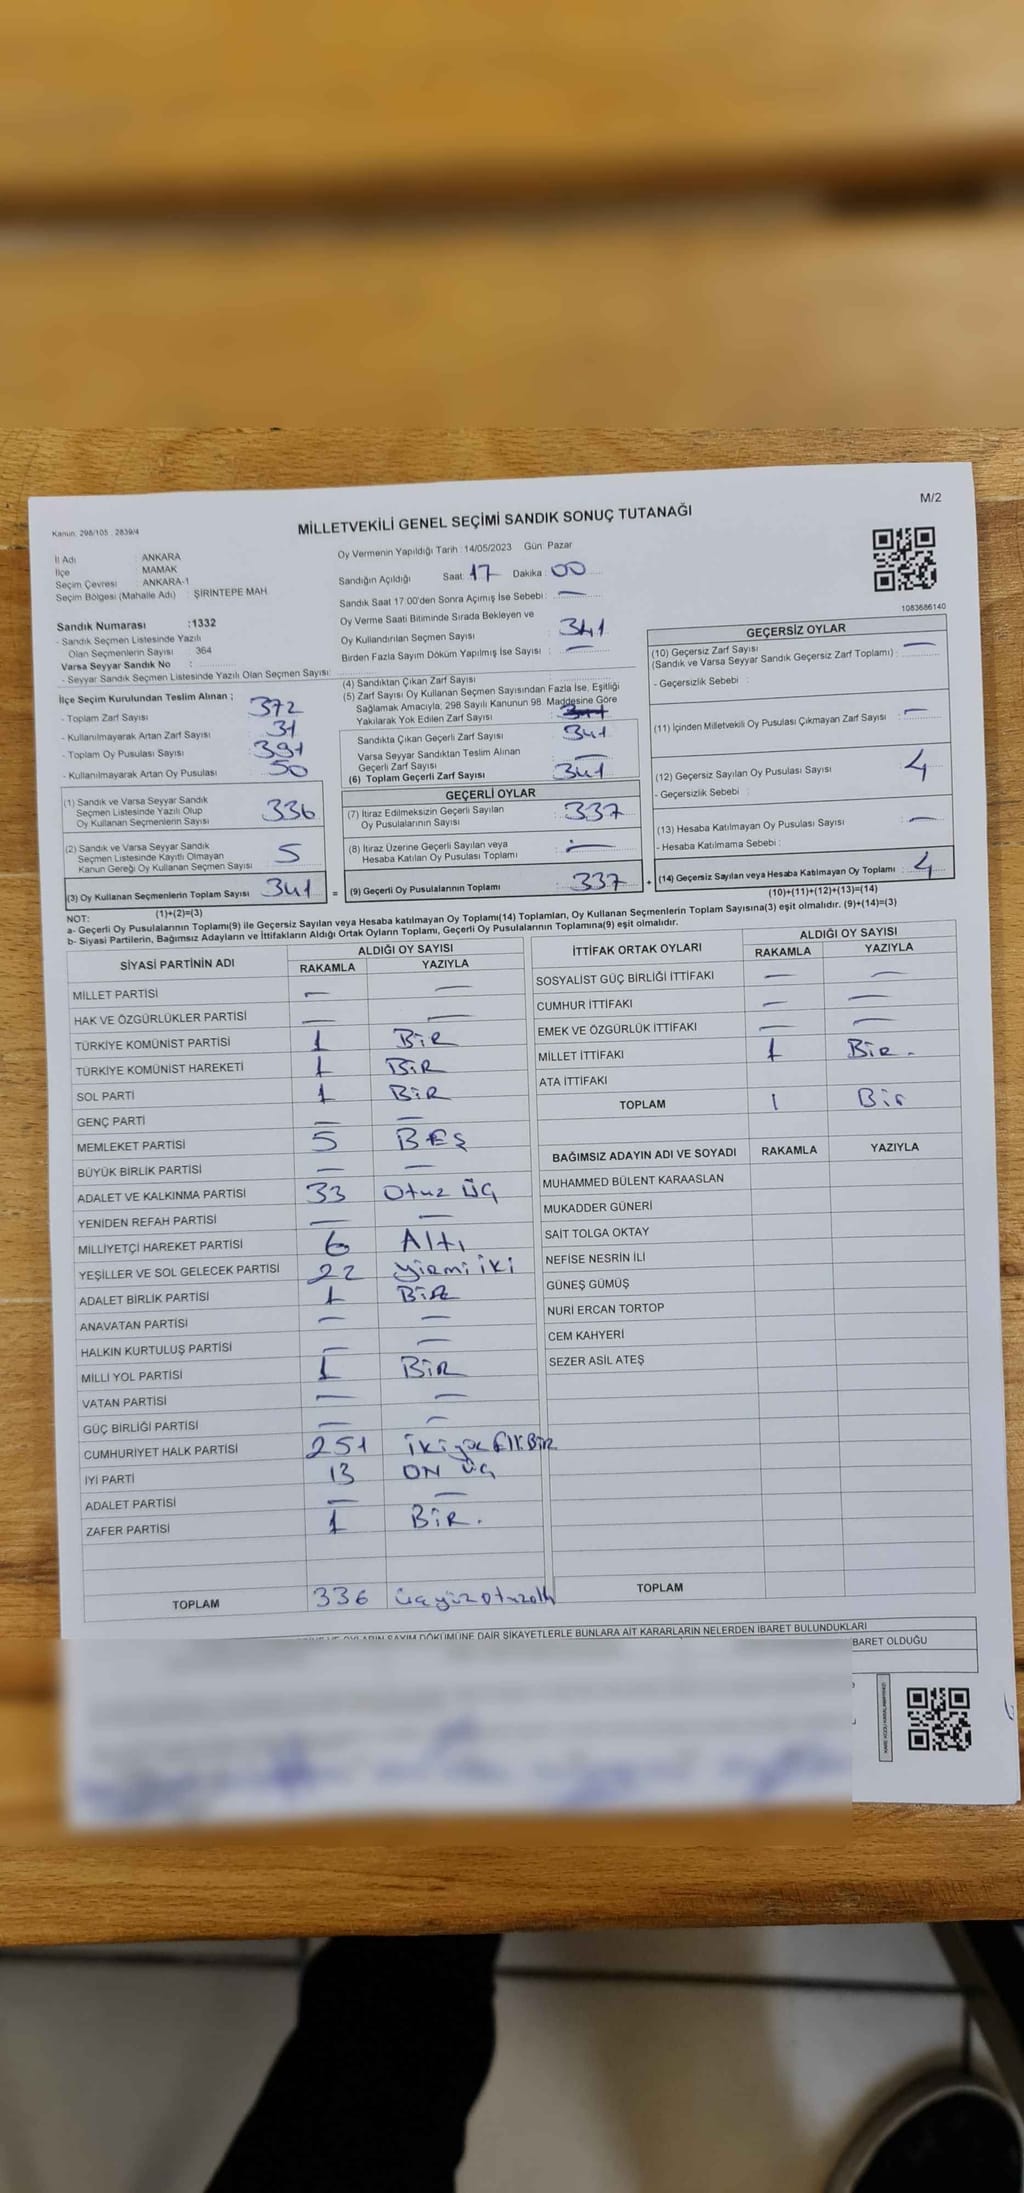 M/2
Kanun: 298/105 . 2839/4
MİLLETVEKİLİ GENEL SEÇİMİ SANDIK SONUÇ TUTANAĞI
İl Adı : ANKARA
İlçe : MAMAK
Seçim Çevresi : ANKARA-1
Seçim Bölgesi (Mahalle Adı) : ŞİRİNTEPE MAH
Sandık Numarası :1332
- Sandık Seçmen Listesinde Yazılı
Olan Seçmenlerin Sayısı 364
Varsa Seyyar Sandık No :
- Seyyar Sandık Seçmen Listesinde Yazılı Olan Seçmen Sayısı:
Oy Vermenin Yapıldığı Tarih :14/05/2023 Gün: Pazar
Sandığın Açıldığı Saat: 17 Dakika: 00
Sandık Saat 17:00'den Sonra Açımış İse Sebebi : —
Oy Verme Saati Bitiminde Sırada Bekleyen ve
Oy Kullandırılan Seçmen Sayısı : 341
Birden Fazla Sayım Döküm Yapılmış İse Sayısı : —
1083686140
İlçe Seçim Kurulundan Teslim Alınan ;
- Toplam Zarf Sayısı 372
- Kullanılmayarak Artan Zarf Sayısı 31
- Toplam Oy Pusulası Sayısı 391
- Kullanılmayarak Artan Oy Pusulası 50
(4) Sandıktan Çıkan Zarf Sayısı
(5) Zarf Sayısı Oy Kullanan Seçmen Sayısından Fazla İse, Eşitliği
Sağlamak Amacıyla; 298 Sayılı Kanunun 98. Maddesine Göre
Yakılarak Yok Edilen Zarf Sayısı : 341
Sandıkta Çıkan Geçerli Zarf Sayısı : 341
Varsa Seyyar Sandıktan Teslim Alınan
Geçerli Zarf Sayısı : —
(6) Toplam Geçerli Zarf Sayısı 341
GEÇERSİZ OYLAR
(10) Geçersiz Zarf Sayısı
(Sandık ve Varsa Seyyar Sandık Geçersiz Zarf Toplamı) : —
- Geçersizlik Sebebi :
(11) İçinden Milletvekili Oy Pusulası Çıkmayan Zarf Sayısı : —
(12) Geçersiz Sayılan Oy Pusulası Sayısı : 4
- Geçersizlik Sebebi :
(13) Hesaba Katılmayan Oy Pusulası Sayısı : —
- Hesaba Katılmama Sebebi :
(14) Geçersiz Sayılan veya Hesaba Katılmayan Oy Toplamı : 4
(10)+(11)+(12)+(13)=(14)
(1) Sandık ve Varsa Seyyar Sandık
Seçmen Listesinde Yazılı Olup
Oy Kullanan Seçmenlerin Sayısı 336
(2) Sandık ve Varsa Seyyar Sandık
Seçmen Listesinde Kayıtlı Olmayan
Kanun Gereği Oy Kullanan Seçmen Sayısı 5
(3) Oy Kullanan Seçmenlerin Toplam Sayısı 341 =
(1)+(2)=(3)
GEÇERLİ OYLAR
(7) İtiraz Edilmeksizin Geçerli Sayılan
Oy Pusulalarının Sayısı : 337
(8) İtiraz Üzerine Geçerli Sayılan veya
Hesaba Katılan Oy Pusulası Toplamı : —
(9) Geçerli Oy Pusulalarının Toplamı : 337 +
NOT:
a- Geçerli Oy Pusulalarının Toplamı(9) ile Geçersiz Sayılan veya Hesaba katılmayan Oy Toplamı(14) Toplamları, Oy Kullanan Seçmenlerin Toplam Sayısına(3) eşit olmalıdır. (9)+(14)=(3)
b- Siyasi Partilerin, Bağımsız Adayların ve İttifakların Aldığı Ortak Oyların Toplamı, Geçerli Oy Pusulalarının Toplamına(9) eşit olmalıdır.
SİYASİ PARTİNİN ADI ALDIĞI OY SAYISI
RAKAMLA YAZIYLA
MİLLET PARTİSİ — —
HAK VE ÖZGÜRLÜKLER PARTİSİ — —
TÜRKİYE KOMÜNİST PARTİSİ 1 BİR
TÜRKİYE KOMÜNİST HAREKETİ 1 BİR
SOL PARTİ 1 BİR
GENÇ PARTİ — —
MEMLEKET PARTİSİ 5 BEŞ
BÜYÜK BİRLİK PARTİSİ — —
ADALET VE KALKINMA PARTİSİ 33 Otuz ÜÇ
YENİDEN REFAH PARTİSİ — —
MİLLİYETÇİ HAREKET PARTİSİ 6 Altı
YEŞİLLER VE SOL GELECEK PARTİSİ 22 yirmi iki
ADALET BİRLİK PARTİSİ 1 BİR
ANAVATAN PARTİSİ — —
HALKIN KURTULUŞ PARTİSİ — —
MİLLİ YOL PARTİSİ 1 BİR
VATAN PARTİSİ — —
GÜÇ BİRLİĞİ PARTİSİ — —
CUMHURİYET HALK PARTİSİ 251 İkiyüz Elli Bir
İYİ PARTİ 13 ON ÜÇ
ADALET PARTİSİ — —
ZAFER PARTİSİ 1 BİR.
TOPLAM 336 üçyüzotuzaltı
İTTİFAK ORTAK OYLARI ALDIĞI OY SAYISI
RAKAMLA YAZIYLA
SOSYALİST GÜÇ BİRLİĞİ İTTİFAKI — —
CUMHUR İTTİFAKI — —
EMEK VE ÖZGÜRLÜK İTTİFAKI — —
MİLLET İTTİFAKI 1 Bir.
ATA İTTİFAKI
TOPLAM 1 Bir
BAĞIMSIZ ADAYIN ADI VE SOYADI RAKAMLA YAZIYLA
MUHAMMED BÜLENT KARAASLAN
MUKADDER GÜNERİ
SAİT TOLGA OKTAY
NEFİSE NESRİN İLİ
GÜNEŞ GÜMÜŞ
NURİ ERCAN TORTOP
CEM KAHYERİ
SEZER ASİL ATEŞ
TOPLAM
SAYIM DÖKÜMÜNE DAİR ŞİKAYETLERLE BUNLARA AİT KARARLARIN NELERDEN İBARET BULUNDUKLARI
BARET OLDUĞU